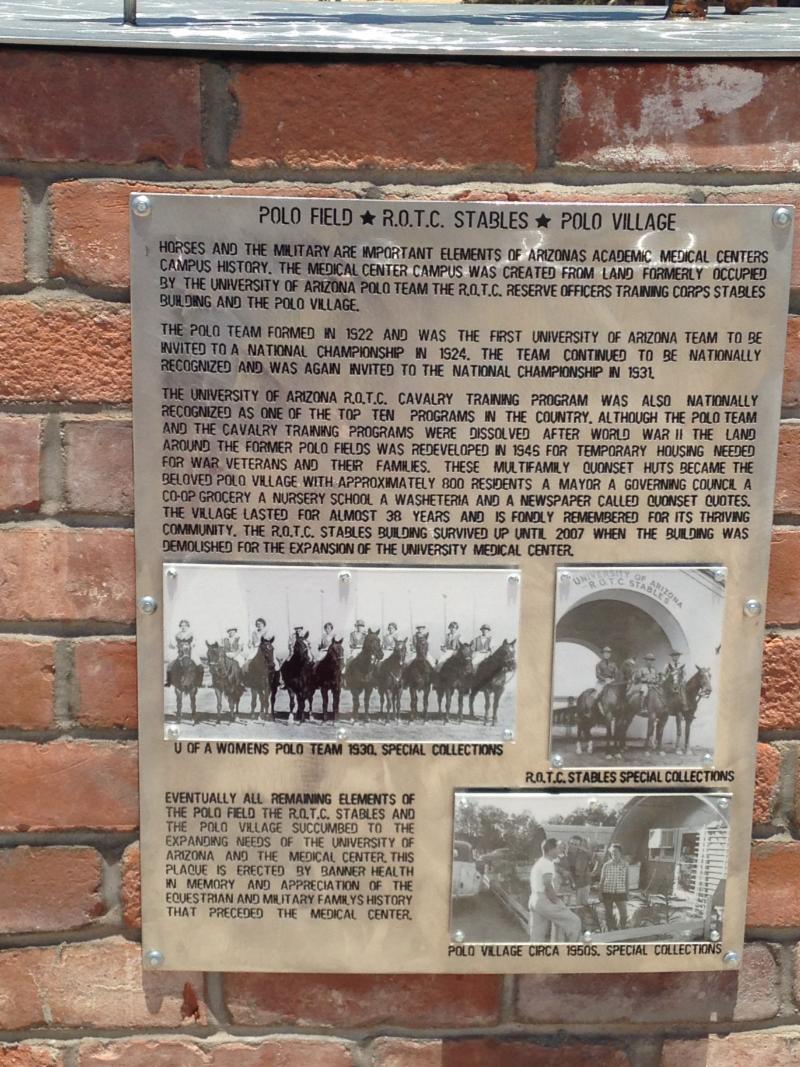 POLO FIELD ★ R.O.T.C. STABLES ★ POLO VILLAGE
HORSES AND THE MILITARY ARE IMPORTANT ELEMENTS OF ARIZONAS ACADEMIC MEDICAL CENTERS
CAMPUS HISTORY. THE MEDICAL CENTER CAMPUS WAS CREATED FROM LAND FORMERLY OCCUPIED
BY THE UNIVERSITY OF ARIZONA POLO TEAM THE R.O.T.C. RESERVE OFFICERS TRAINING CORPS STABLES
BUILDING AND THE POLO VILLAGE.
THE POLO TEAM FORMED IN 1922 AND WAS THE FIRST UNIVERSITY OF ARIZONA TEAM TO BE
INVITED TO A NATIONAL CHAMPIONSHIP IN 1924. THE TEAM CONTINUED TO BE NATIONALLY
RECOGNIZED AND WAS AGAIN INVITED TO THE NATIONAL CHAMPIONSHIP IN 1931.
THE UNIVERSITY OF ARIZONA R.O.T.C. CAVALRY TRAINING PROGRAM WAS ALSO NATIONALLY
RECOGNIZED AS ONE OF THE TOP TEN PROGRAMS IN THE COUNTRY. ALTHOUGH THE POLO TEAM
AND THE CAVALRY TRAINING PROGRAMS WERE DISSOLVED AFTER WORLD WAR II THE LAND
AROUND THE FORMER POLO FIELDS WAS REDEVELOPED IN 1946 FOR TEMPORARY HOUSING NEEDED
FOR WAR VETERANS AND THEIR FAMILIES. THESE MULTIFAMILY QUONSET HUTS BECAME THE
BELOVED POLO VILLAGE WITH APPROXIMATELY 800 RESIDENTS A MAYOR A GOVERNING COUNCIL A
CO-OP GROCERY A NURSERY SCHOOL A WASHETERIA AND A NEWSPAPER CALLED QUONSET QUOTES.
THE VILLAGE LASTED FOR ALMOST 38 YEARS AND IS FONDLY REMEMBERED FOR ITS THRIVING
COMMUNITY. THE R.O.T.C. STABLES BUILDING SURVIVED UP UNTIL 2007 WHEN THE BUILDING WAS
DEMOLISHED FOR THE EXPANSION OF THE UNIVERSITY MEDICAL CENTER.
UNIVERSITY OF ARIZONA
R.O.T.C. STABLES
U OF A WOMENS POLO TEAM 1930. SPECIAL COLLECTIONS
R.O.T.C. STABLES SPECIAL COLLECTIONS
EVENTUALLY ALL REMAINING ELEMENTS OF
THE POLO FIELD THE R.O.T.C. STABLES AND
THE POLO VILLAGE SUCCUMBED TO THE
EXPANDING NEEDS OF THE UNIVERSITY OF
ARIZONA AND THE MEDICAL CENTER. THIS
PLAQUE IS ERECTED BY BANNER HEALTH
IN MEMORY AND APPRECIATION OF THE
EQUESTRIAN AND MILITARY FAMILYS HISTORY
THAT PRECEDED THE MEDICAL CENTER.
POLO VILLAGE CIRCA 1950S. SPECIAL COLLECTIONS